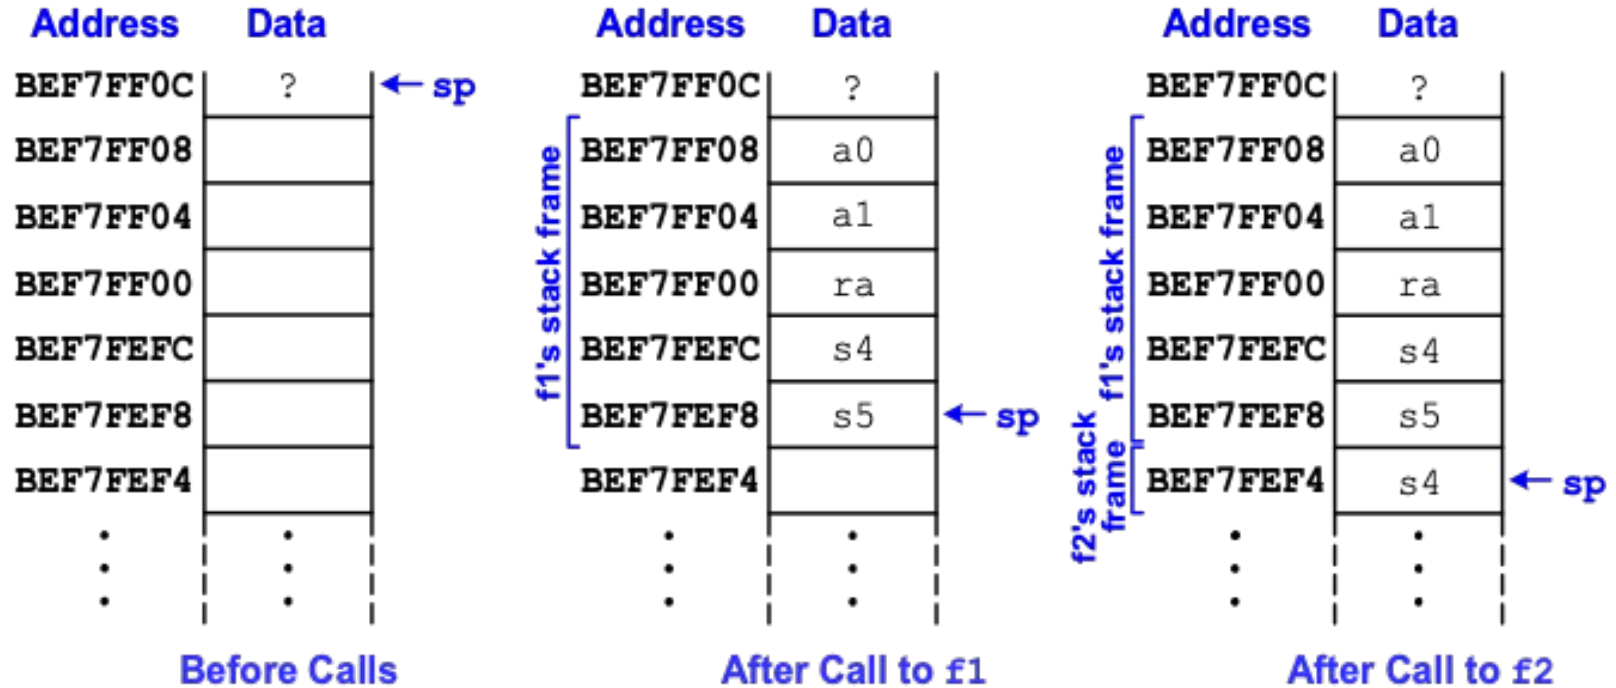 Address Data Address Data Address Data
BEF7FF0C ? sp BEF7FF0C ? BEF7FF0C ?
BEF7FF08 BEF7FF08 a0 BEF7FF08 a0
BEF7FF04 BEF7FF04 a1 BEF7FF04 a1
BEF7FF00 BEF7FF00 ra BEF7FF00 ra
BEF7FEFC BEF7FEFC s4 BEF7FEFC s4
BEF7FEF8 BEF7FEF8 s5 sp BEF7FEF8 s5
BEF7FEF4 BEF7FEF4 BEF7FEF4 s4 sp
f1's stack frame
f1's stack frame
f2's stack
frame
Before Calls After Call to f1 After Call to f2